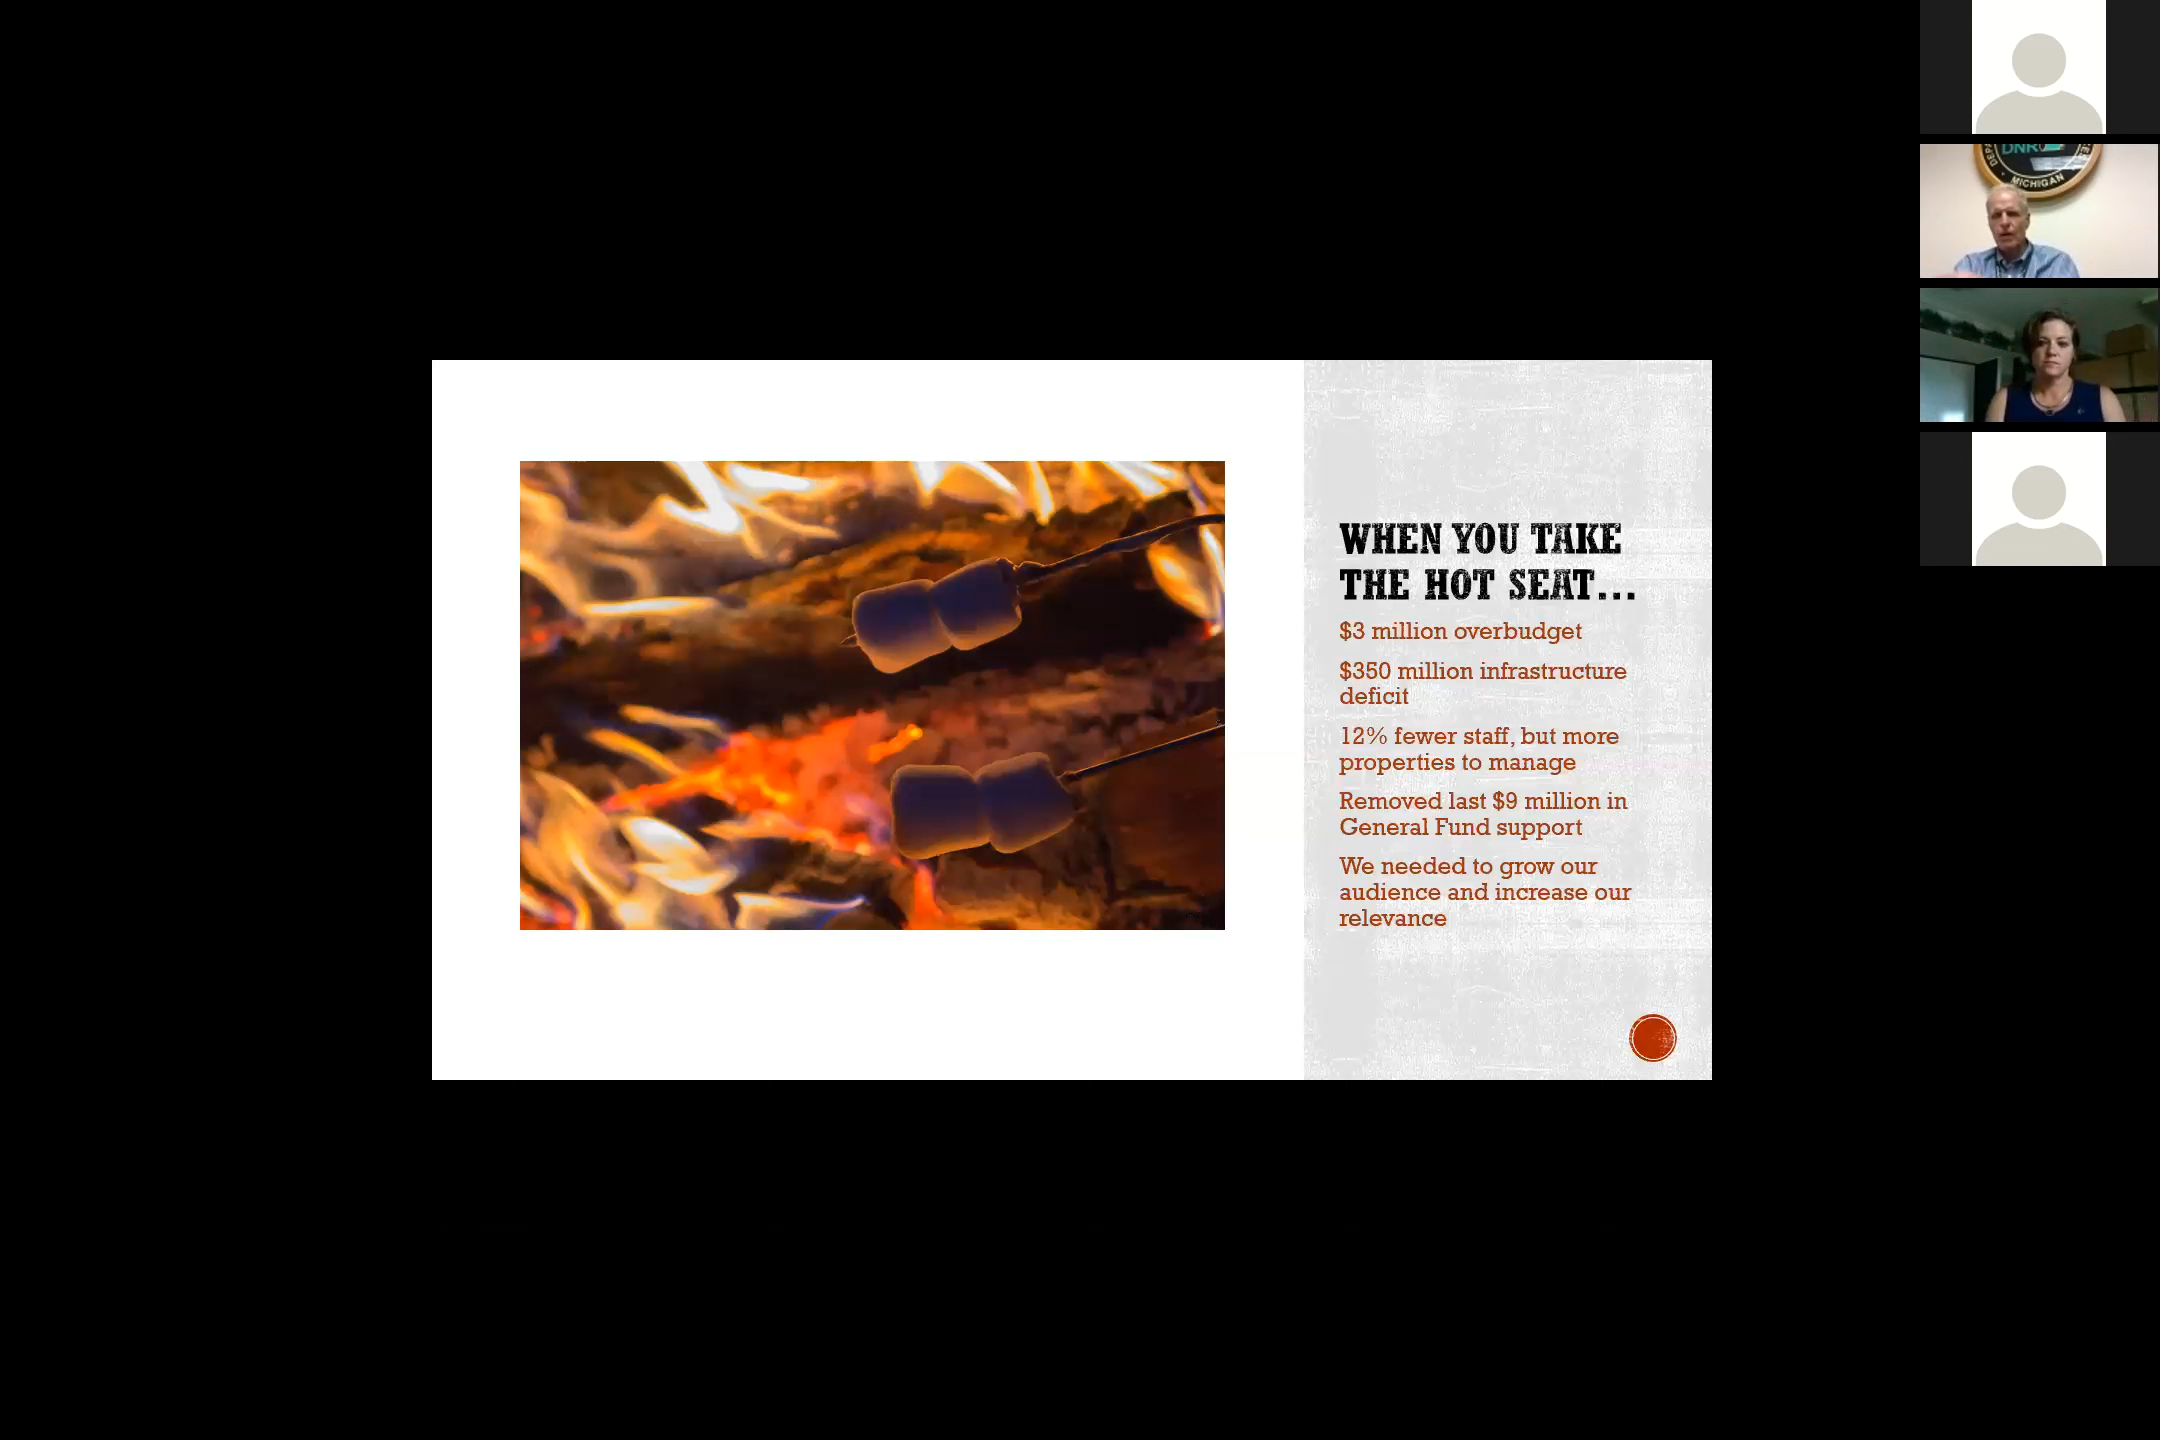 WHEN YOU TAKE
THE HOT SEAT...
$3 million overbudget
$350 million infrastructure
deficit
12% fewer staff, but more
properties to manage
Removed last $9 million in
General Fund support
We needed to grow our
audience and increase our
relevance
DNR
MICHIGAN